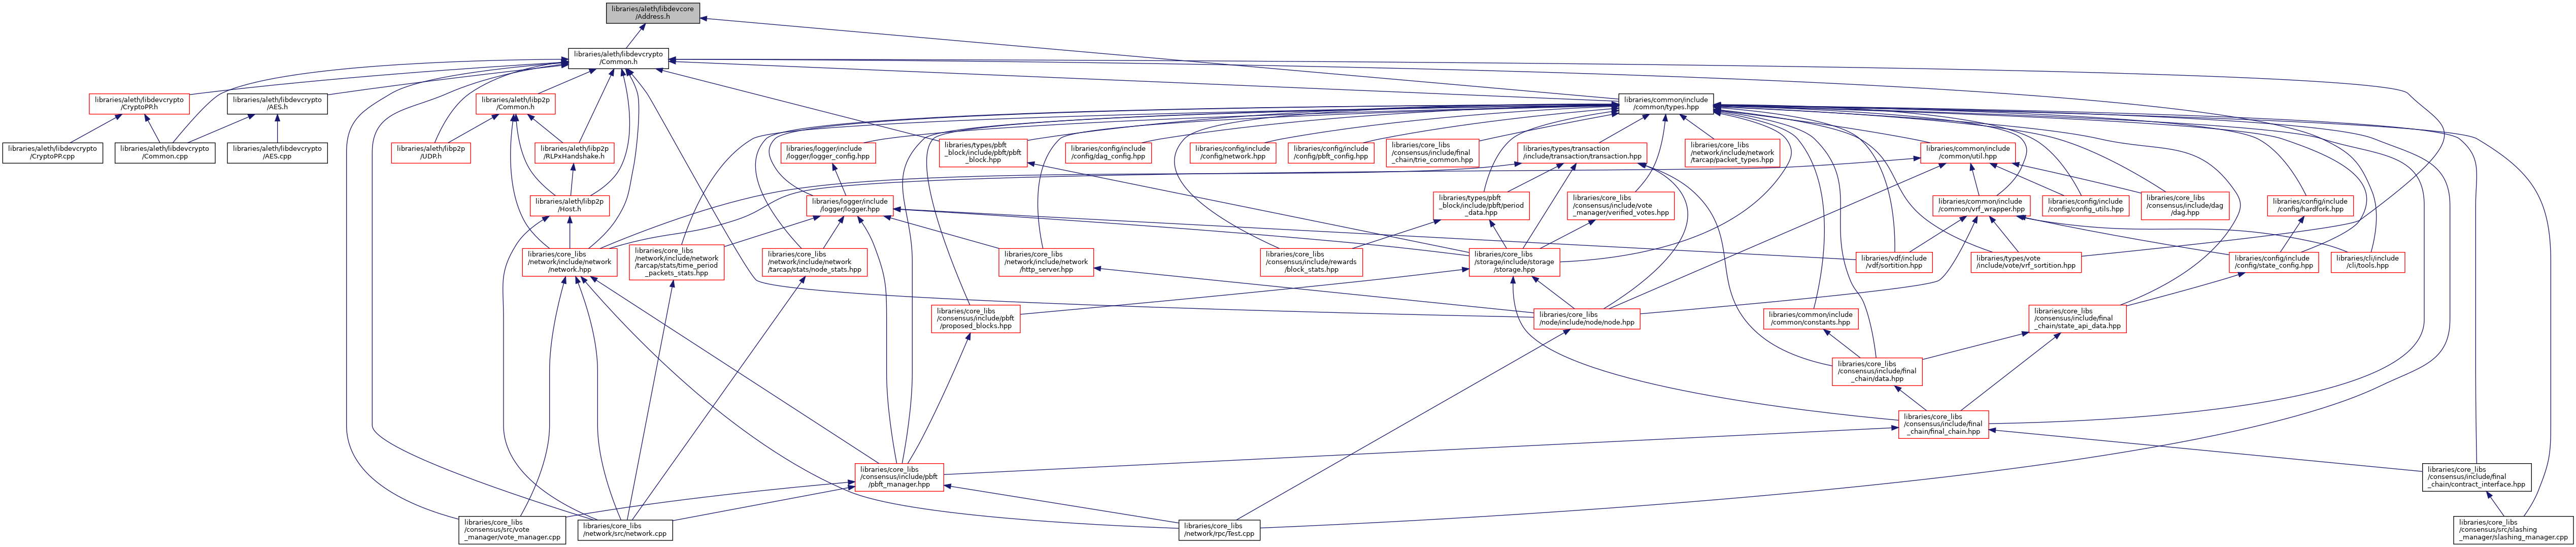 libraries/aleth/libdevcore
/Address.h
libraries/aleth/libdevcrypto
/Common.h
libraries/aleth/libdevcrypto
/CryptoPP.h
libraries/aleth/libdevcrypto
/AES.h
libraries/aleth/libp2p
/Common.h
libraries/common/include
/common/types.hpp
libraries/aleth/libdevcrypto
/CryptoPP.cpp
libraries/aleth/libdevcrypto
/Common.cpp
libraries/aleth/libdevcrypto
/AES.cpp
libraries/aleth/libp2p
/UDP.h
libraries/aleth/libp2p
/RLPxHandshake.h
libraries/logger/include
/logger/logger_config.hpp
libraries/types/pbft
_block/include/pbft/pbft
_block.hpp
libraries/config/include
/config/dag_config.hpp
libraries/config/include
/config/network.hpp
libraries/config/include
/config/pbft_config.hpp
libraries/core_libs
/consensus/include/final
_chain/trie_common.hpp
libraries/types/transaction
/include/transaction/transaction.hpp
libraries/core_libs
/network/include/network
/tarcap/packet_types.hpp
libraries/common/include
/common/util.hpp
libraries/aleth/libp2p
/Host.h
libraries/logger/include
/logger/logger.hpp
libraries/types/pbft
_block/include/pbft/period
_data.hpp
libraries/core_libs
/consensus/include/vote
_manager/verified_votes.hpp
libraries/common/include
/common/vrf_wrapper.hpp
libraries/config/include
/config/config_utils.hpp
libraries/core_libs
/consensus/include/dag
/dag.hpp
libraries/config/include
/config/hardfork.hpp
libraries/core_libs
/network/include/network
/network.hpp
libraries/core_libs
/network/include/network
/tarcap/stats/time_period
_packets_stats.hpp
libraries/core_libs
/network/include/network
/tarcap/stats/node_stats.hpp
libraries/core_libs
/network/include/network
/http_server.hpp
libraries/core_libs
/consensus/include/rewards
/block_stats.hpp
libraries/core_libs
/storage/include/storage
/storage.hpp
libraries/vdf/include
/vdf/sortition.hpp
libraries/types/vote
/include/vote/vrf_sortition.hpp
libraries/config/include
/config/state_config.hpp
libraries/cli/include
/cli/tools.hpp
libraries/core_libs
/consensus/include/pbft
/proposed_blocks.hpp
libraries/core_libs
/node/include/node/node.hpp
libraries/common/include
/common/constants.hpp
libraries/core_libs
/consensus/include/final
_chain/state_api_data.hpp
libraries/core_libs
/consensus/include/final
_chain/data.hpp
libraries/core_libs
/consensus/include/final
_chain/final_chain.hpp
libraries/core_libs
/consensus/include/pbft
/pbft_manager.hpp
libraries/core_libs
/consensus/include/final
_chain/contract_interface.hpp
libraries/core_libs
/consensus/src/vote
_manager/vote_manager.cpp
libraries/core_libs
/network/src/network.cpp
libraries/core_libs
/network/rpc/Test.cpp
libraries/core_libs
/consensus/src/slashing
_manager/slashing_manager.cpp